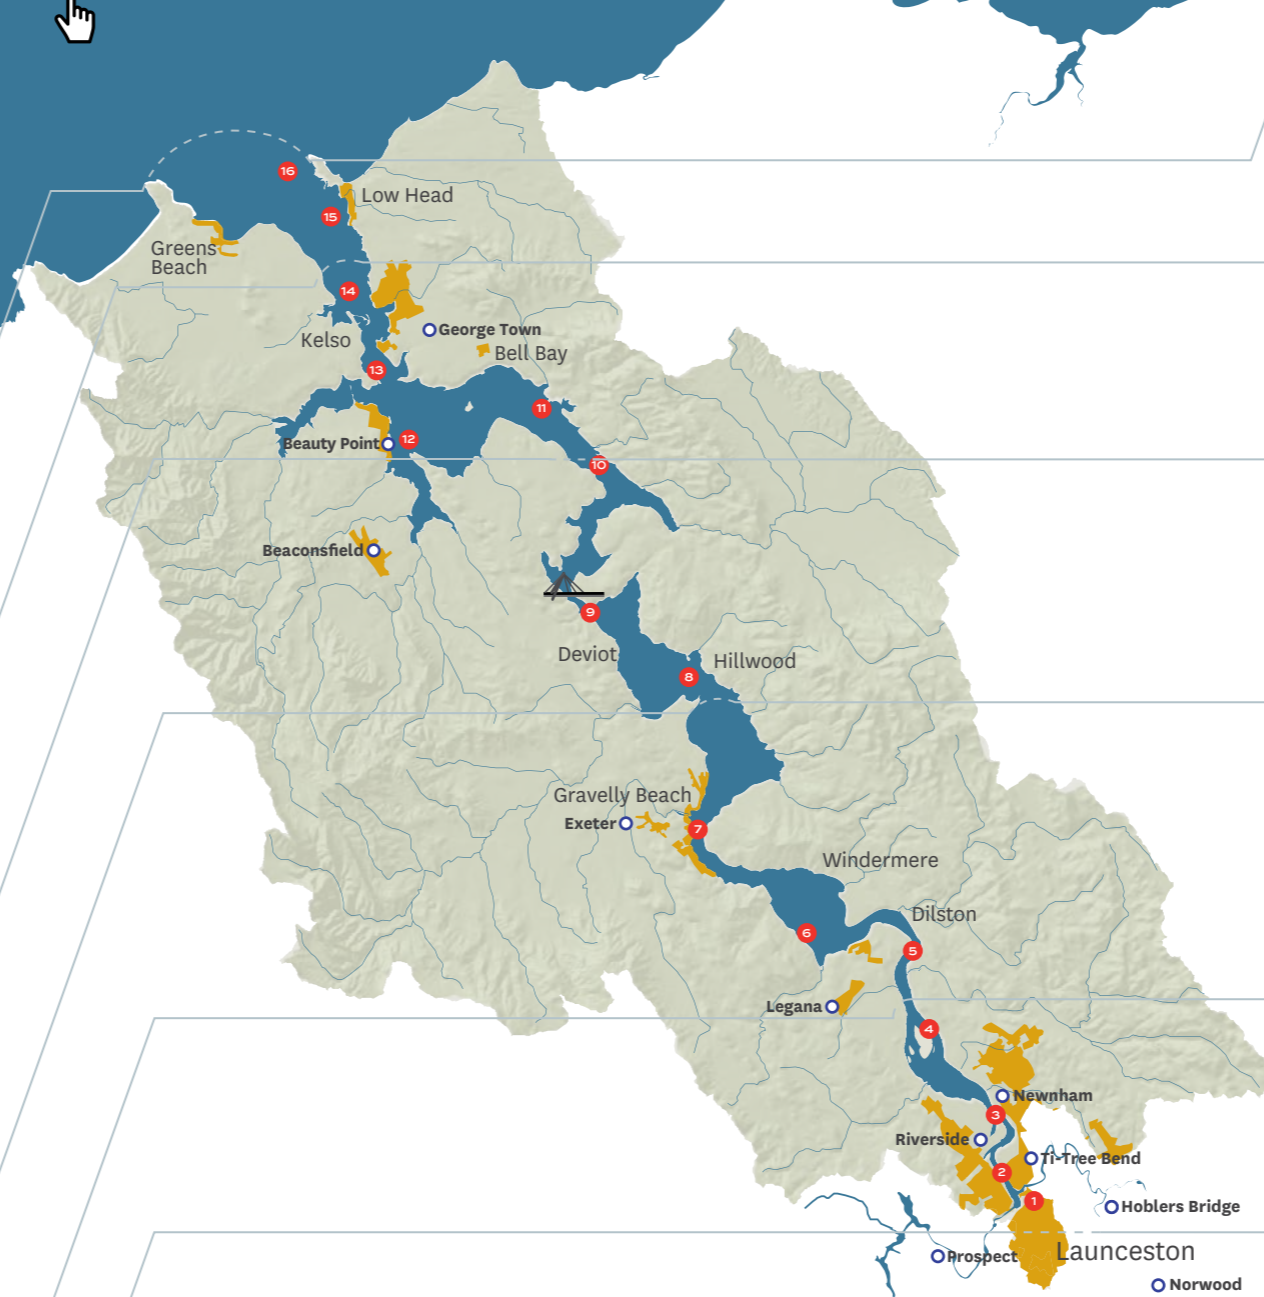 16
Low Head
15
Greens
Beach
14
George Town
Kelso
Bell Bay
13
11
12
Beauty Point
10
Beaconsfield
9
Deviot
Hillwood
8
Gravelly Beach
Exeter
7
Windermere
Dilston
6
5
Legana
4
Newnham
3
Riverside
Ti-Tree Bend
2
1
Hoblers Bridge
Launceston
Prospect
Norwood